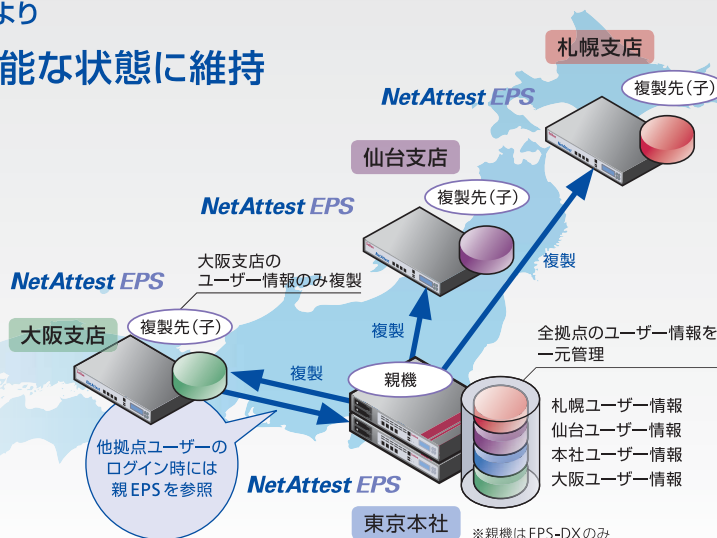 より
能な状態に維持
札幌支店
複製先(子)
NetAttest EPS
仙台支店
複製先(子)
NetAttest EPS
複製
大阪支店の
ユーザー情報のみ複製
NetAttest EPS
複製先(子)
大阪支店
複製
複製
親機
全拠点のユーザー情報を
一元管理
札幌ユーザー情報
仙台ユーザー情報
本社ユーザー情報
大阪ユーザー情報
他拠点ユーザーの
ログイン時には
親EPSを参照
NetAttest EPS
東京本社
※親機はEPS-DXのみ